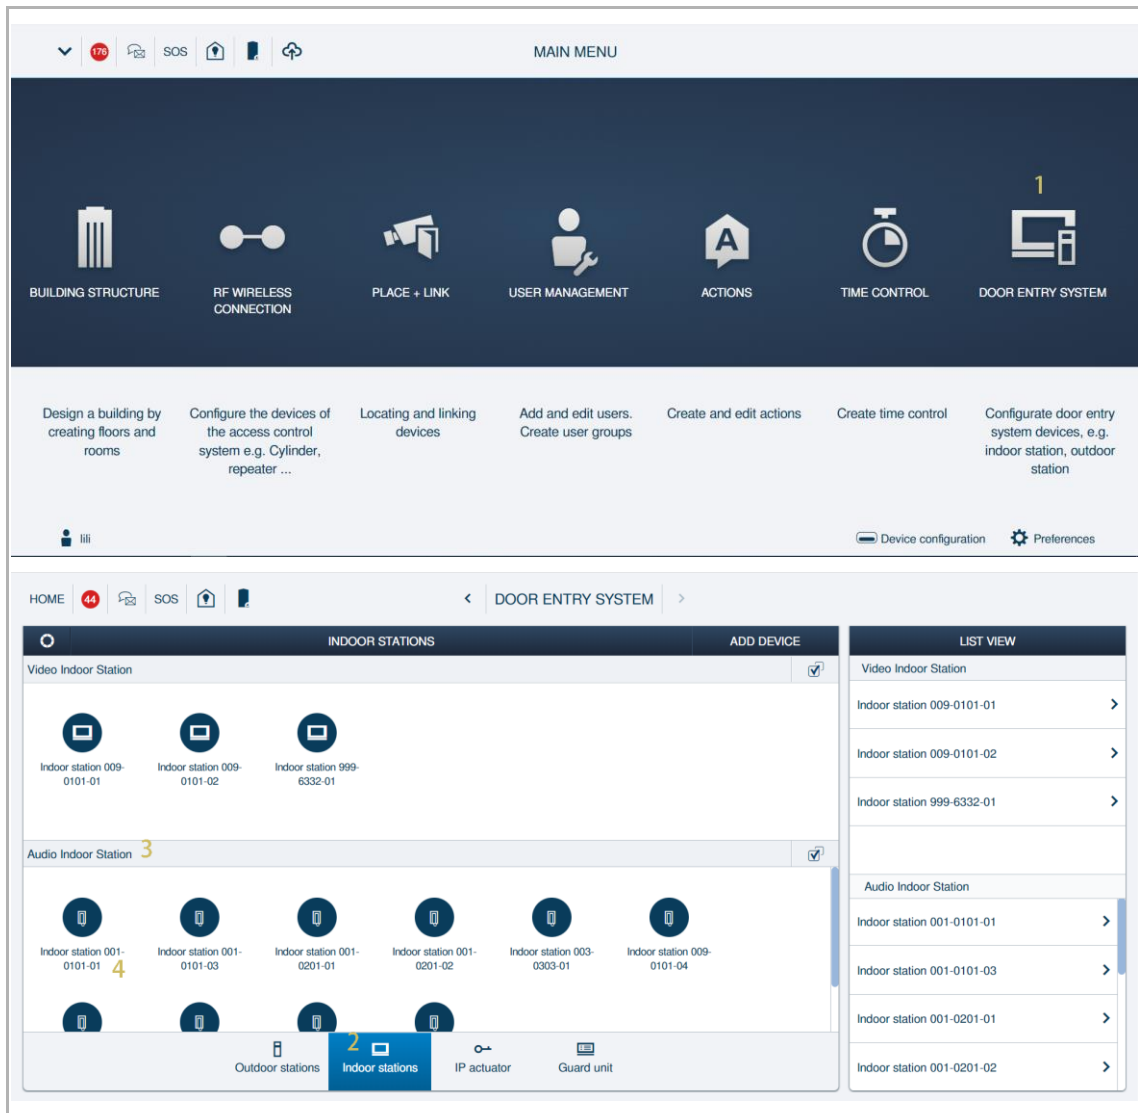 176
SOS
MAIN MENU
1
BUILDING STRUCTURE
RF WIRELESS
CONNECTION
PLACE + LINK
USER MANAGEMENT
A
ACTIONS
TIME CONTROL
DOOR ENTRY SYSTEM
Design a building by
creating floors and
rooms
Configure the devices of
the access control
system e.g. Cylinder,
repeater ...
Locating and linking
devices
Add and edit users.
Create user groups
Create and edit actions
Create time control
Configurate door entry
system devices, e.g.
indoor station, outdoor
station
lili
Device configuration
Preferences
HOME
44
SOS
DOOR ENTRY SYSTEM
INDOOR STATIONS
ADD DEVICE
Video Indoor Station
Indoor station 009-
0101-01
Indoor station 009-
0101-02
Indoor station 999-
6332-01
Audio Indoor Station 3
Indoor station 001-
0101-01 4
Indoor station 001-
0101-03
Indoor station 001-
0201-01
Indoor station 001-
0201-02
Indoor station 003-
0303-01
Indoor station 009-
0101-04
Outdoor stations
2
Indoor stations
IP actuator
Guard unit
LIST VIEW
Video Indoor Station
Indoor station 009-0101-01
Indoor station 009-0101-02
Indoor station 999-6332-01
Audio Indoor Station
Indoor station 001-0101-01
Indoor station 001-0101-03
Indoor station 001-0201-01
Indoor station 001-0201-02